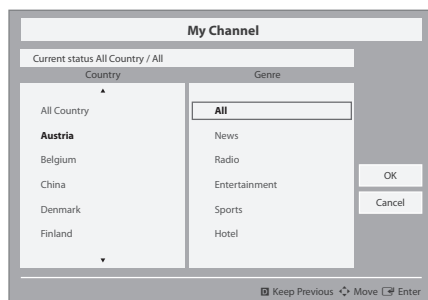 My Channel
Current status All Country / All
Country Genre
All Country All
Austria News
Belgium Radio
China Entertainment
Denmark Sports
Finland Hotel
OK
Cancel
D Keep Previous Move Enter